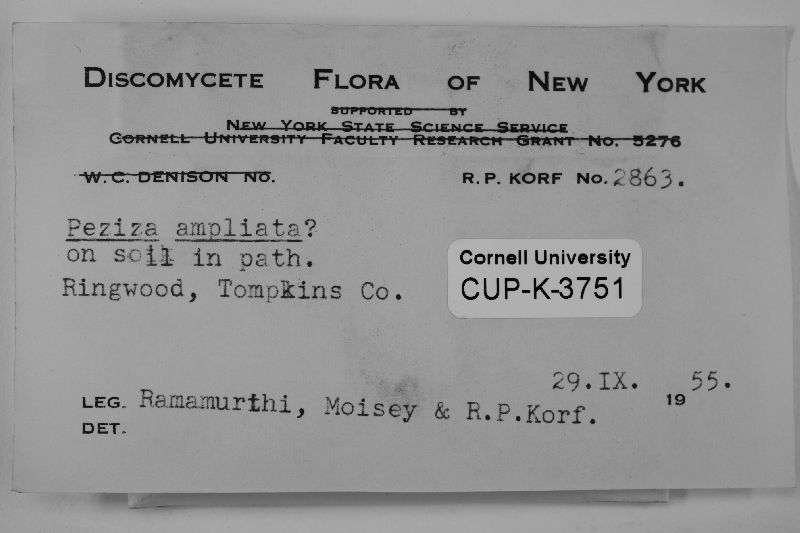 DISCOMYCETE FLORA OF NEW YORK
SUPPORTED BY
NEW YORK STATE SCIENCE SERVICE
CORNELL UNIVERSITY FACULTY RESEARCH GRANT NO. 5276
W. C. DENISON NO.
R. P. KORF NO. 2863.
Peziza ampliata?
on soil in path.
Ringwood, Tompkins Co.
Cornell University
CUP-K-3751
29.IX. 1955.
LEG. Ramamurthi, Moisey & R.P.Korf.
DET.